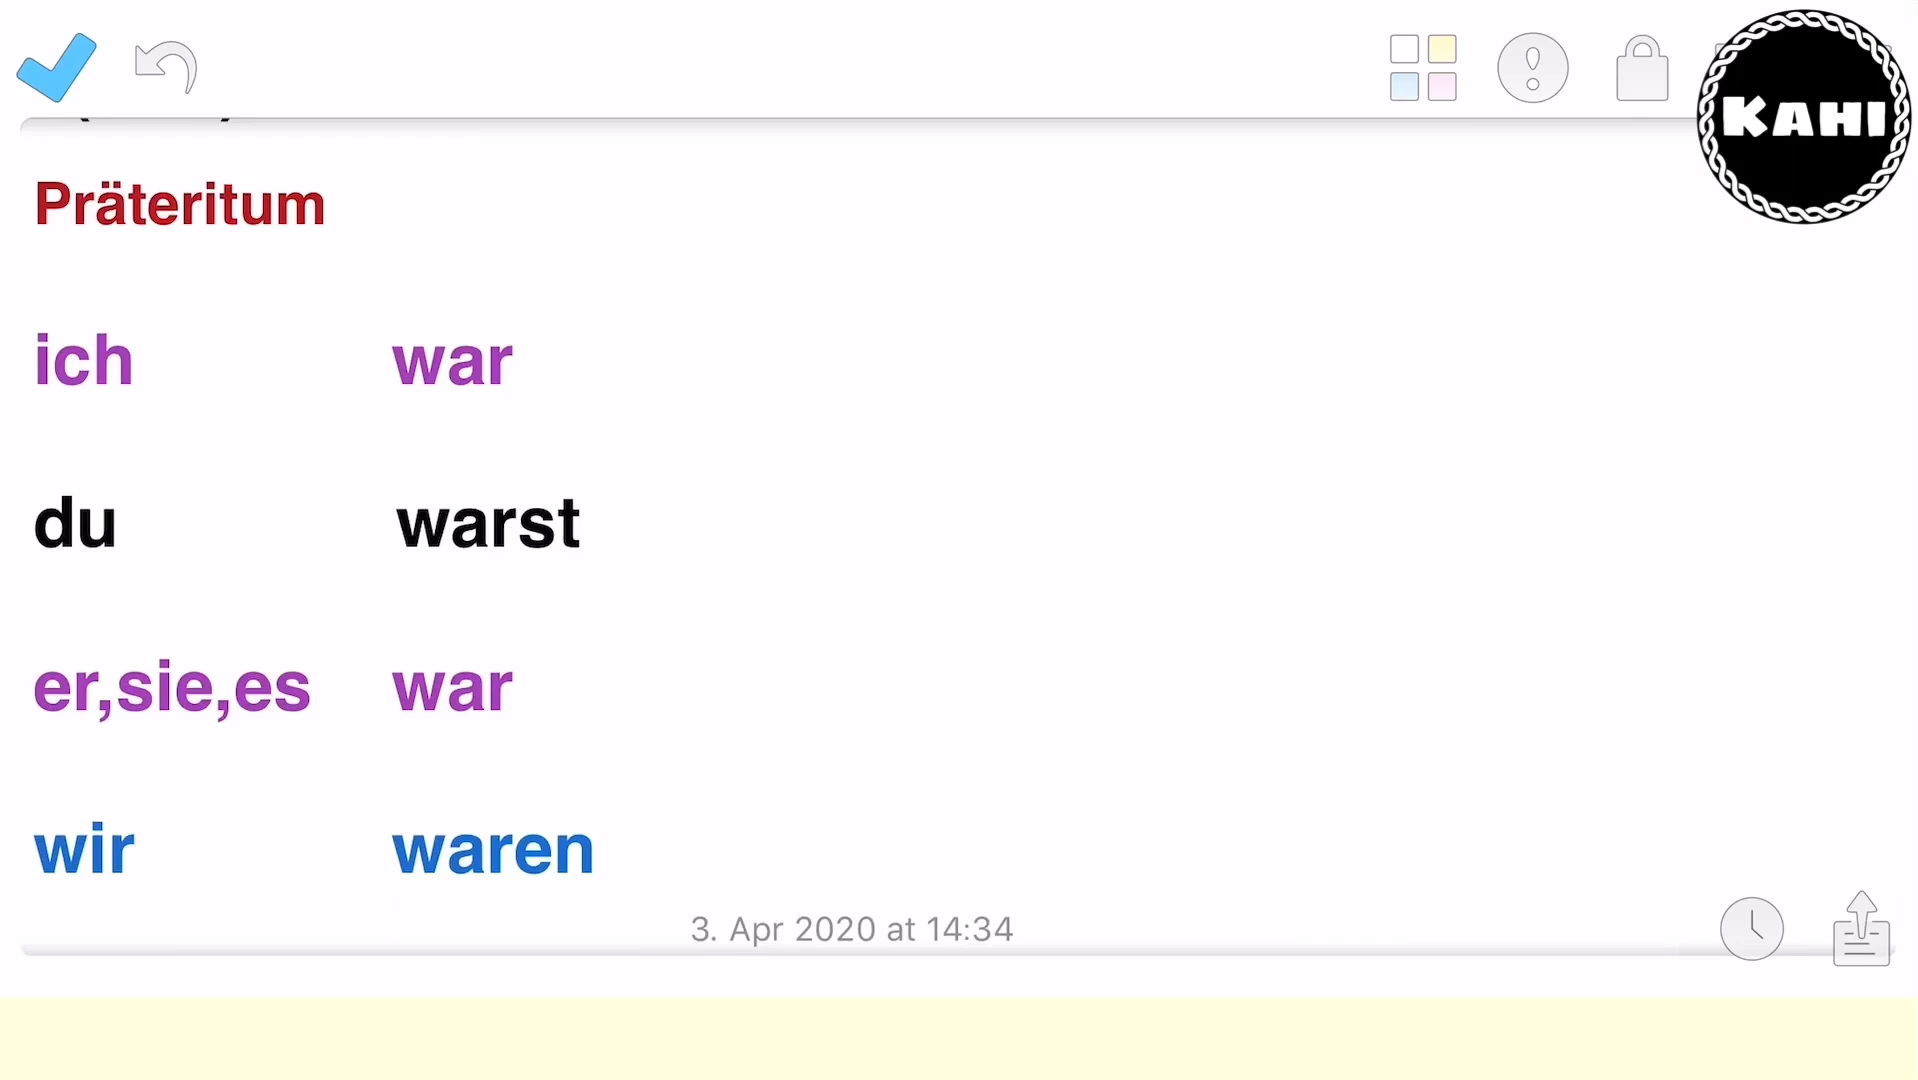 KAHI
Präteritum
ich war
du warst
er,sie,es war
wir waren
3. Apr 2020 at 14:34